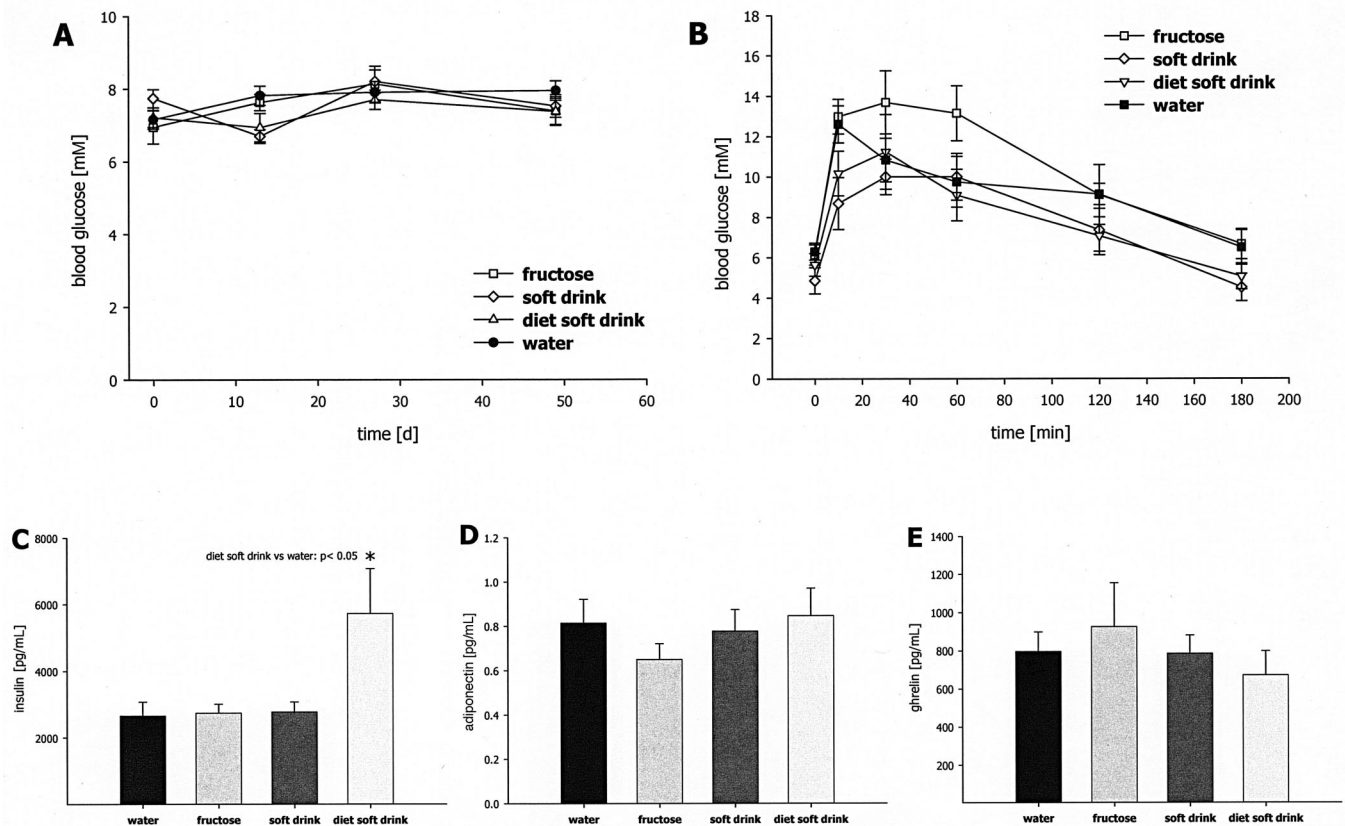 A
10
8
6
4
2
0
blood glucose [mM]
fructose
soft drink
diet soft drink
water
0 10 20 30 40 50 60
time [d]
B
18
16
14
12
10
8
6
4
2
0
blood glucose [mM]
fructose
soft drink
diet soft drink
water
0 20 40 60 80 100 120 140 160 180 200
time [min]
C
8000
6000
4000
2000
insulin [pg/mL]
diet soft drink vs water: p< 0.05 *
water fructose soft drink diet soft drink
D
1.2
1.0
0.8
0.6
0.4
0.2
0.0
adiponectin [pg/mL]
water fructose soft drink diet soft drink
E
1400
1200
1000
800
600
400
200
ghrelin [pg/mL]
water fructose soft drink diet soft drink